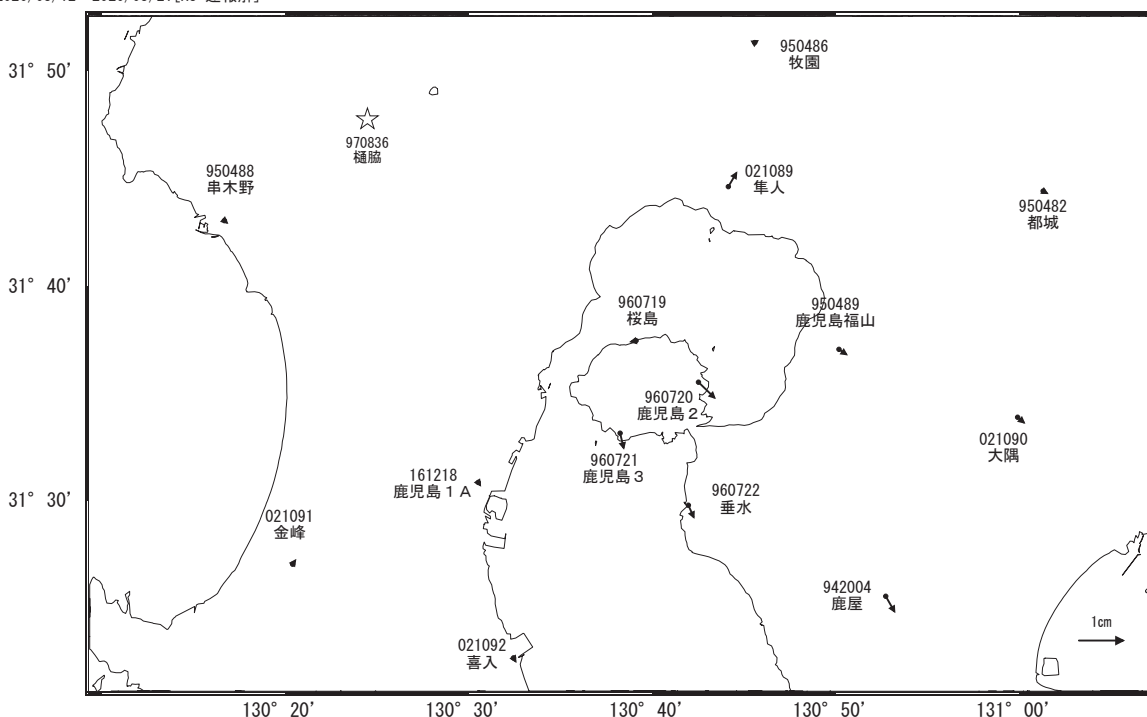 31° 50'
950486
牧園
970836
樋脇
950488
串木野
021089
隼人
950482
都城
31° 40'
960719
桜島
950489
鹿児島福山
960720
鹿児島２
021090
大隅
960721
鹿児島３
161218
鹿児島１Ａ
31° 30'
960722
垂水
021091
金峰
942004
鹿屋
1㎝
021092
喜入
130° 20'
130° 30'
130° 40'
130° 50'
131° 00'